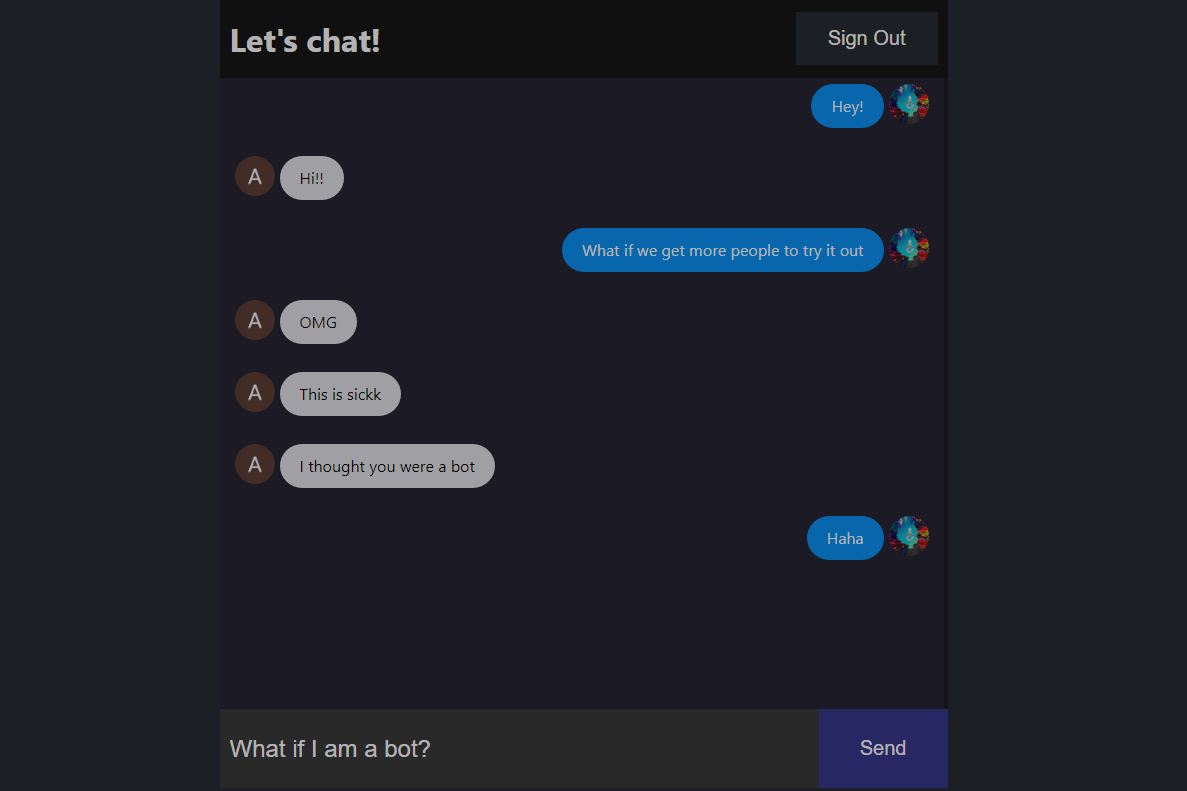 Let's chat!
Sign Out
Hey!
A
Hi!!
What if we get more people to try it out
A
OMG
A
This is sickk
A
I thought you were a bot
Haha
What if I am a bot?
Send